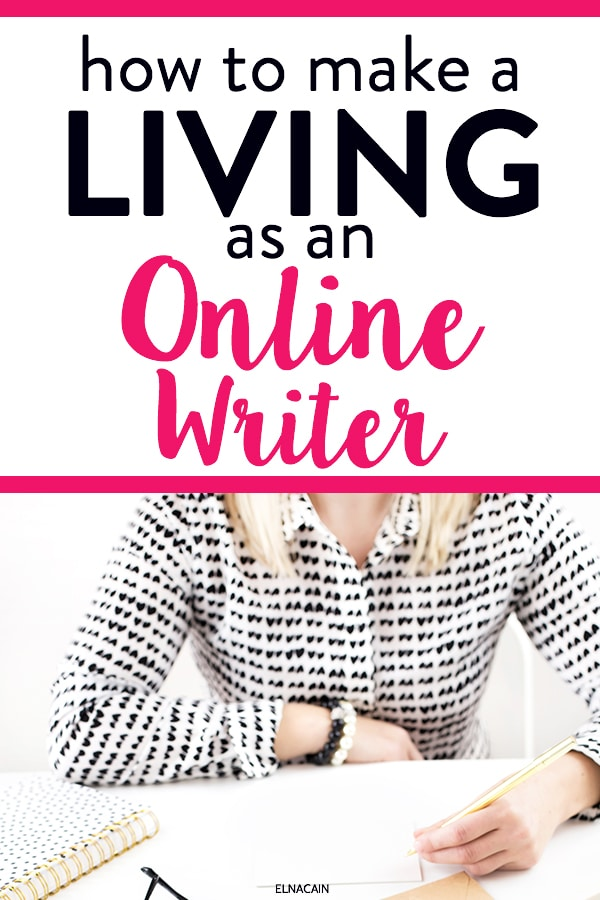 how to make a
LIVING
as an
Online
Writer
ELNACAIN